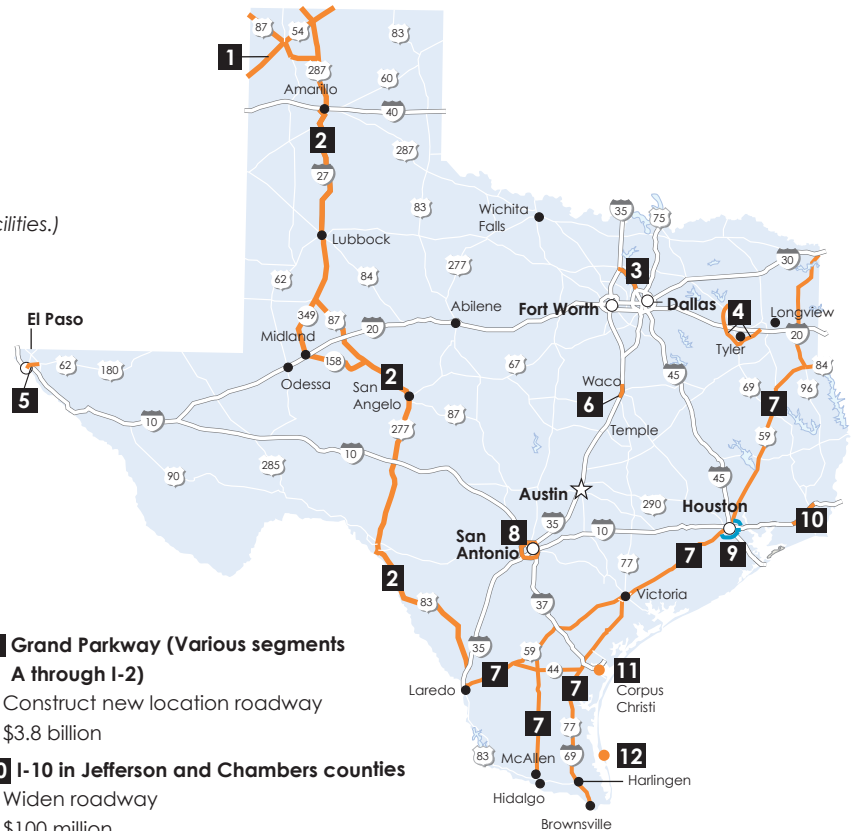 87
54
83
1
287
60
Amarillo
40
2
287
27
cilities.)
83
Wichita
Falls
35
75
Lubbock
277
3
30
62
84
El Paso
349
87
Abilene
Fort Worth
Dallas
4
Longview
Midland
20
20
Tyler
62
180
158
67
84
5
Odessa
San
Angelo
2
Waco
45
69
96
6
7
87
10
277
Temple
59
10
285
45
90
Austin
290
Houston
35
10
10
San
Antonio
8
7
9
77
2
37
Victoria
83
Grand Parkway (Various segments
A through I-2)
Construct new location roadway
$3.8 billion
35
59
7
44
11
Laredo
7
Corpus
Christi
7
77
83
McAllen
69
12
Harlingen
Hidalgo
Brownsville
0 I-10 in Jefferson and Chambers counties
Widen roadway
$100 million